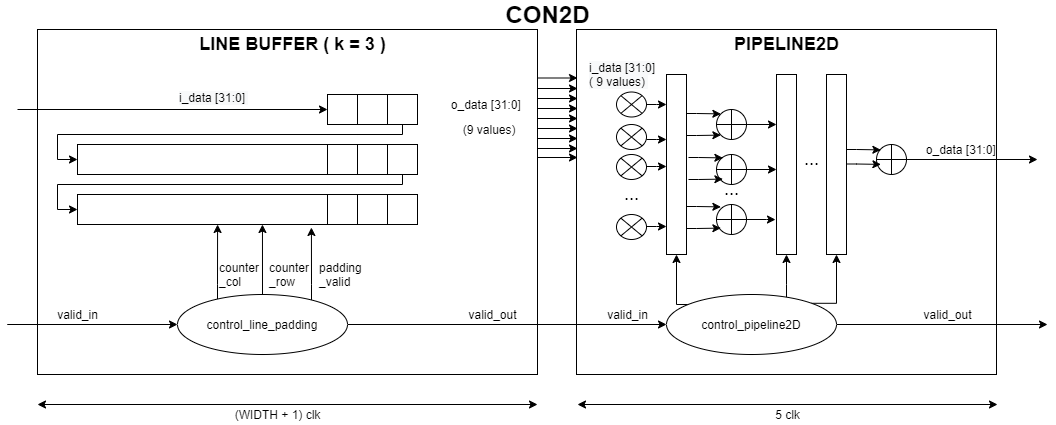 CON2D
LINE BUFFER ( k = 3 )
PIPELINE2D
i_data [31:0]
o_data [31:0]
(9 values)
i_data [31:0]
( 9 values)
...
...
...
o_data [31:0]
counter
_col
counter
_row
padding
_valid
valid_in
control_line_padding
valid_out
valid_in
control_pipeline2D
valid_out
(WIDTH + 1) clk
5 clk